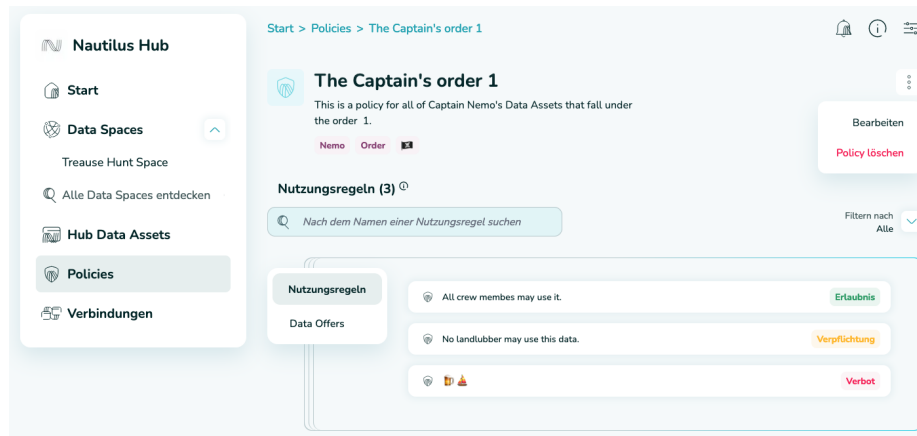 Nautilus Hub
Start
Data Spaces
Treause Hunt Space
Alle Data Spaces entdecken
Hub Data Assets
Policies
Verbindungen
Start > Policies > The Captain's order 1
The Captain's order 1
This is a policy for all of Captain Nemo's Data Assets that fall under
the order 1.
Nemo Order 🏴‍☠️
Bearbeiten
Policy löschen
Nutzungsregeln (3)
Nach dem Namen einer Nutzungsregel suchen
Filtern nach
Alle
Nutzungsregeln
Data Offers
All crew membes may use it. Erlaubnis
No landlubber may use this data. Verpflichtung
🍺⛵ Verbot